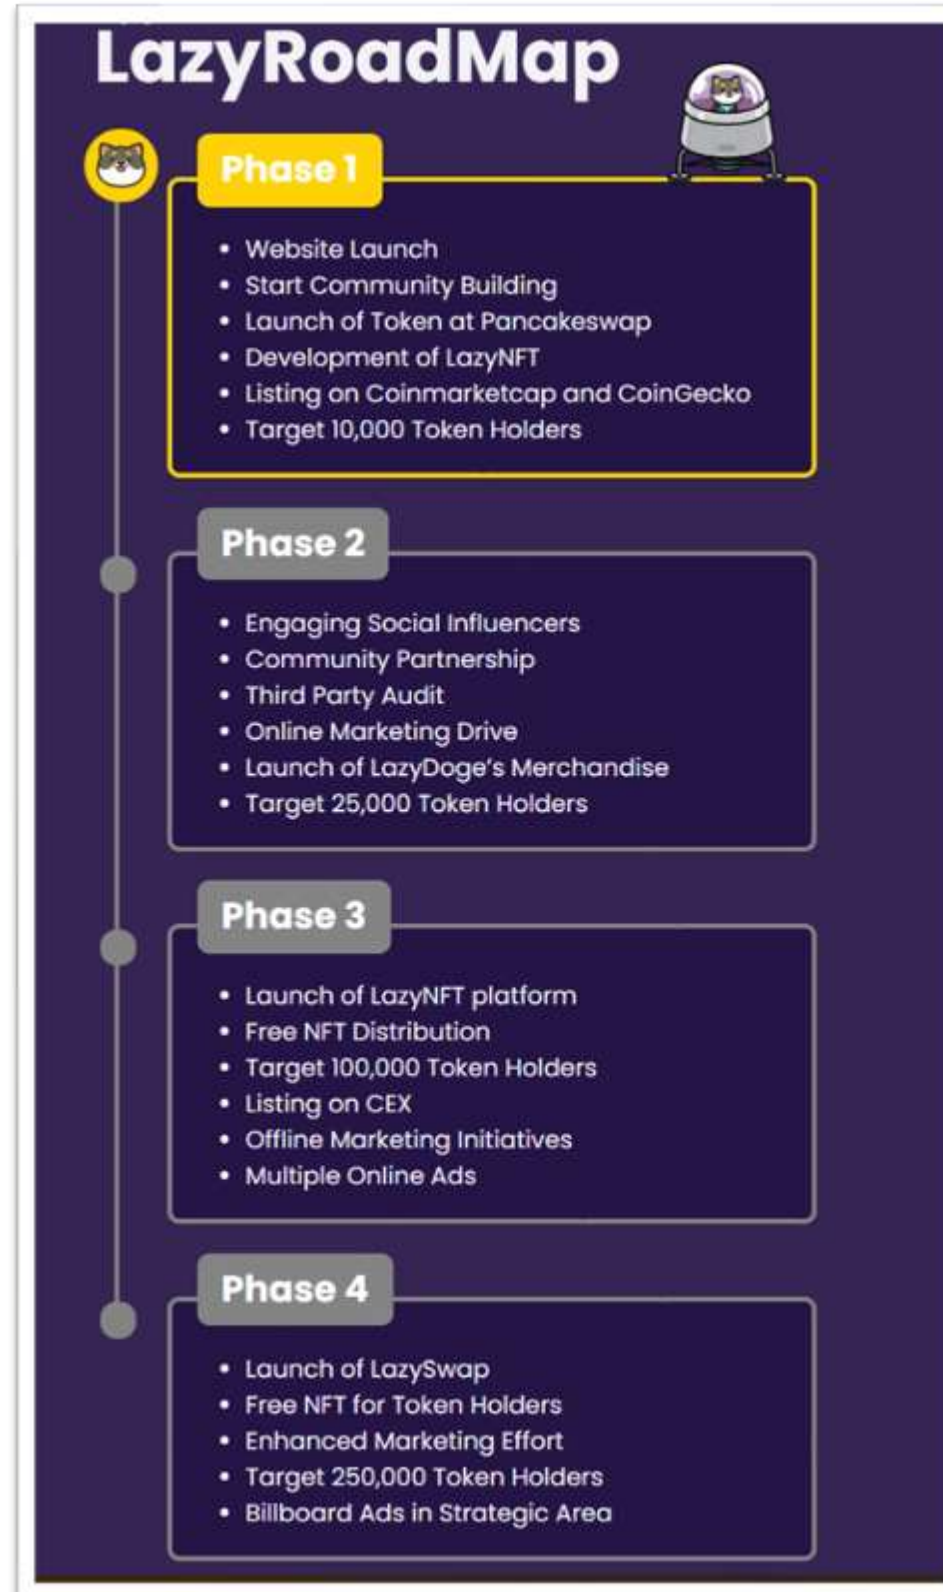 LazyRoadMap
Phase 1
• Website Launch
• Start Community Building
• Launch of Token at Pancakeswap
• Development of LazyNFT
• Listing on Coinmarketcap and CoinGecko
• Target 10,000 Token Holders
Phase 2
• Engaging Social Influencers
• Community Partnership
• Third Party Audit
• Online Marketing Drive
• Launch of LazyDoge's Merchandise
• Target 25,000 Token Holders
Phase 3
• Launch of LazyNFT platform
• Free NFT Distribution
• Target 100,000 Token Holders
• Listing on CEX
• Offline Marketing Initiatives
• Multiple Online Ads
Phase 4
• Launch of LazySwap
• Free NFT for Token Holders
• Enhanced Marketing Effort
• Target 250,000 Token Holders
• Billboard Ads in Strategic Area